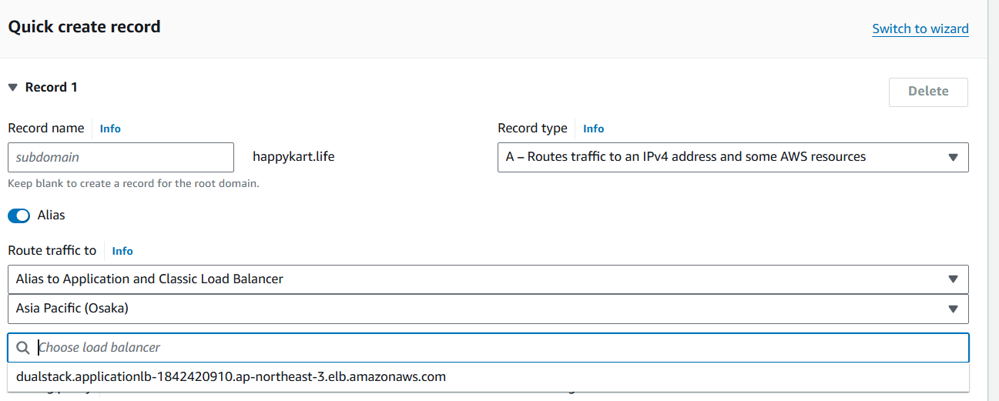 Quick create record
Switch to wizard
Record 1
Delete
Record name Info
Record type Info
subdomain
happykart.life
A – Routes traffic to an IPv4 address and some AWS resources
Keep blank to create a record for the root domain.
Alias
Route traffic to Info
Alias to Application and Classic Load Balancer
Asia Pacific (Osaka)
Choose load balancer
dualstack.applicationlb-1842420910.ap-northeast-3.elb.amazonaws.com